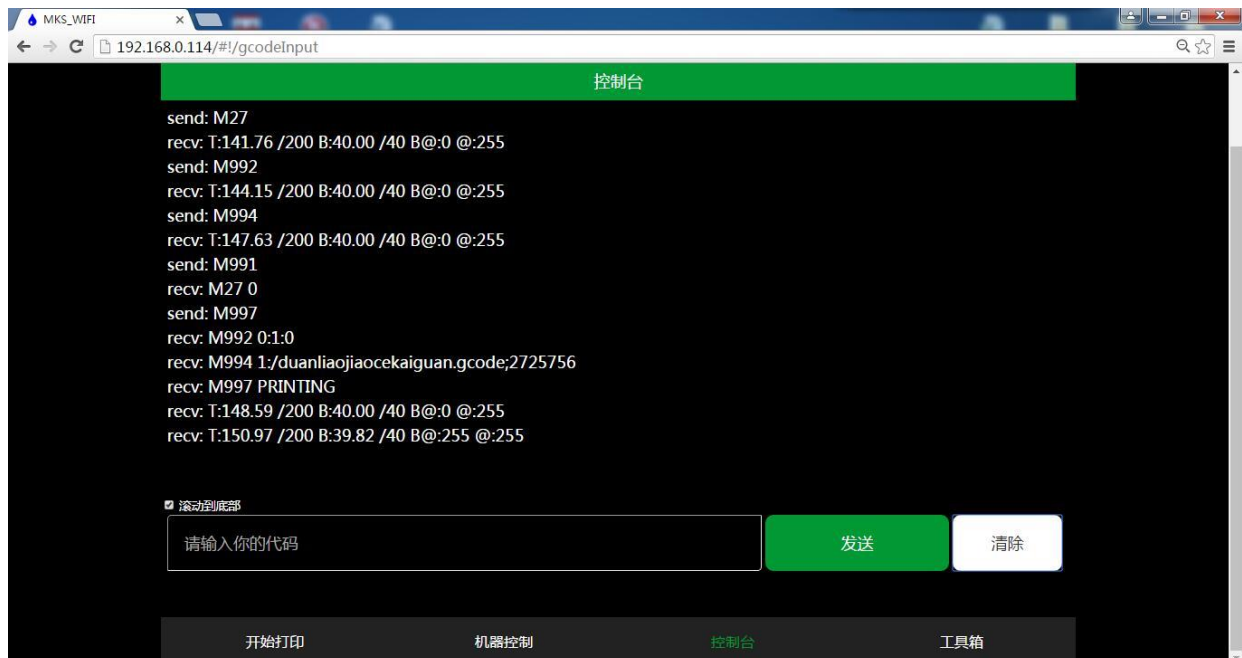 MKS_WIFI
192.168.0.114/#!/gcodeInput
控制台
send: M27
recv: T:141.76 /200 B:40.00 /40 B@:0 @:255
send: M992
recv: T:144.15 /200 B:40.00 /40 B@:0 @:255
send: M994
recv: T:147.63 /200 B:40.00 /40 B@:0 @:255
send: M991
recv: M27 0
send: M997
recv: M992 0:1:0
recv: M994 1:/duanliaojiaocekaiguan.gcode;2725756
recv: M997 PRINTING
recv: T:148.59 /200 B:40.00 /40 B@:0 @:255
recv: T:150.97 /200 B:39.82 /40 B@:255 @:255
滚动到底部
请输入你的代码 发送 清除
开始打印 机器控制 控制台 工具箱